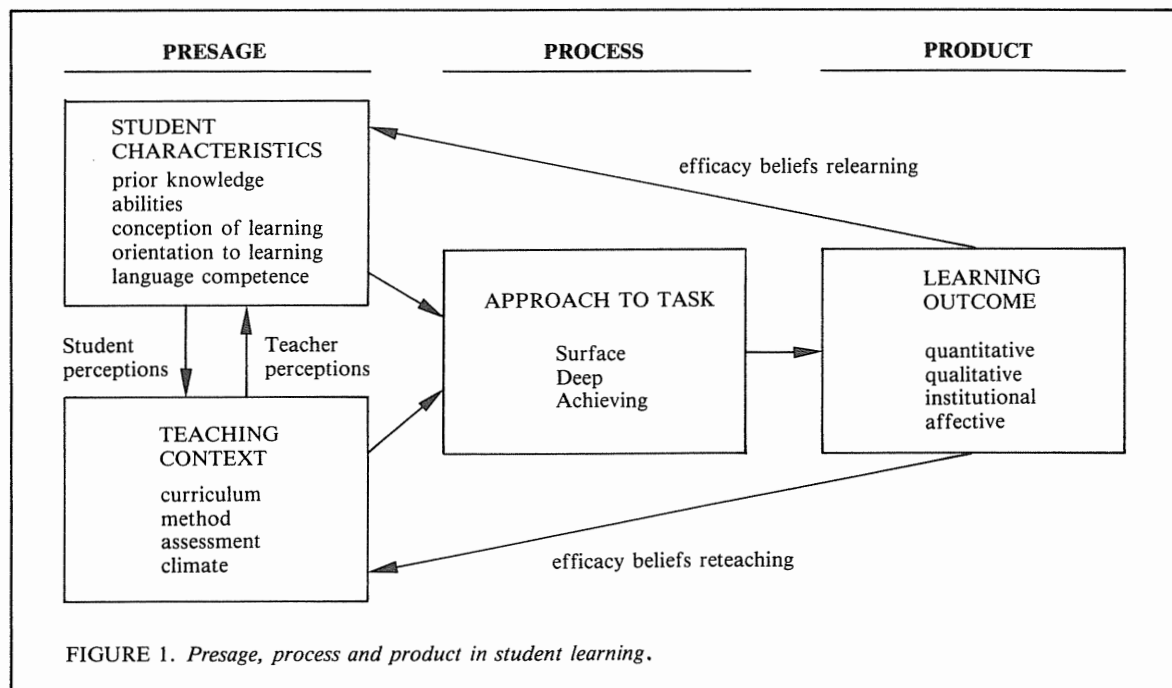 PRESAGE
PROCESS
PRODUCT
STUDENT
CHARACTERISTICS
prior knowledge
abilities
conception of learning
orientation to learning
language competence
efficacy beliefs relearning
Student
perceptions
Teacher
perceptions
APPROACH TO TASK
Surface
Deep
Achieving
LEARNING
OUTCOME
quantitative
qualitative
institutional
affective
TEACHING
CONTEXT
curriculum
method
assessment
climate
efficacy beliefs reteaching
FIGURE 1. Presage, process and product in student learning.